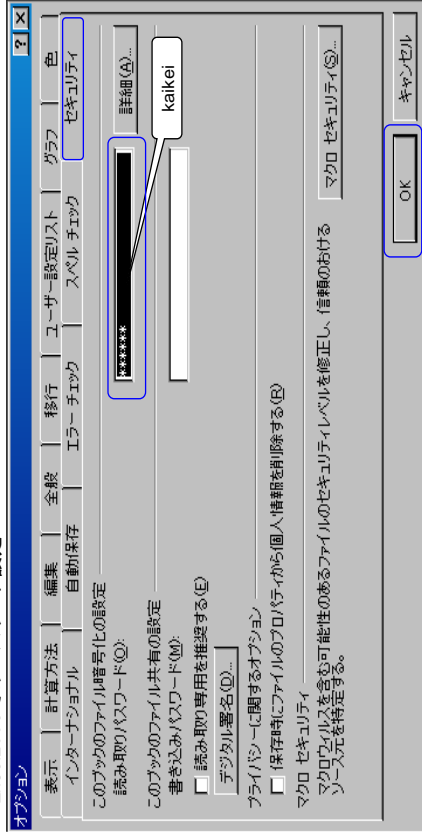 オプション
? ×
表示 計算方法 編集 全般 移行 ユーザー設定リスト グラフ 色
インターナショナル 自動保存 エラー チェック スペル チェック セキュリティ
このブックのファイル暗号化の設定
読み取りパスワード(O):
******
詳細(A)...
kaikei
このブックのファイル共有の設定
書き込みパスワード(M):
読み取り専用を推奨する(E)
デジタル署名(D)...
プライバシーに関するオプション
保存時にファイルのプロパティから個人情報を削除する(R)
マクロ セキュリティ
マクロウィルスを含む可能性のあるファイルのセキュリティレベルを修正し、信頼のおける
ソース元を特定する。
マクロ セキュリティ(S)...
OK
キャンセル